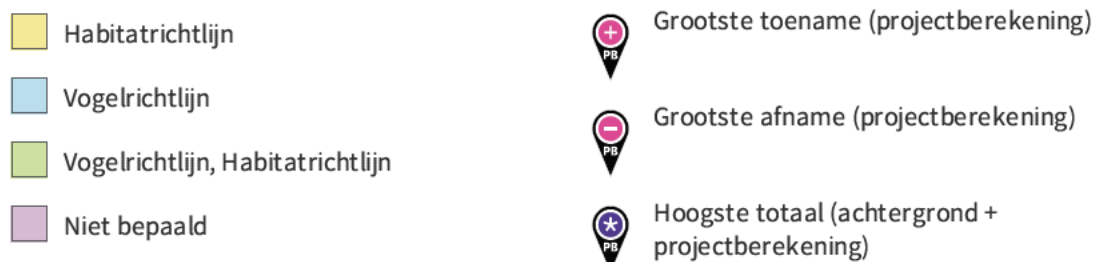 Habitatrichtlijn
Vogelrichtlijn
Vogelrichtlijn, Habitatrichtlijn
Niet bepaald
+
PB
Grootste toename (projectberekening)
−
PB
Grootste afname (projectberekening)
*
PB
Hoogste totaal (achtergrond +
projectberekening)